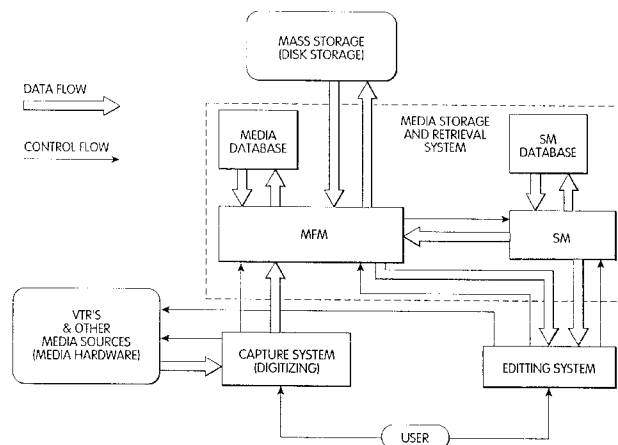 MASS STORAGE
(DISK STORAGE)
DATA FLOW
CONTROL FLOW
MEDIA
DATABASE
MEDIA STORAGE
AND RETRIEVAL
SYSTEM
SM
DATABASE
MFM
SM
VTR'S
& OTHER
MEDIA SOURCES
(MEDIA HARDWARE)
CAPTURE SYSTEM
(DIGITIZING)
EDITTING SYSTEM
USER